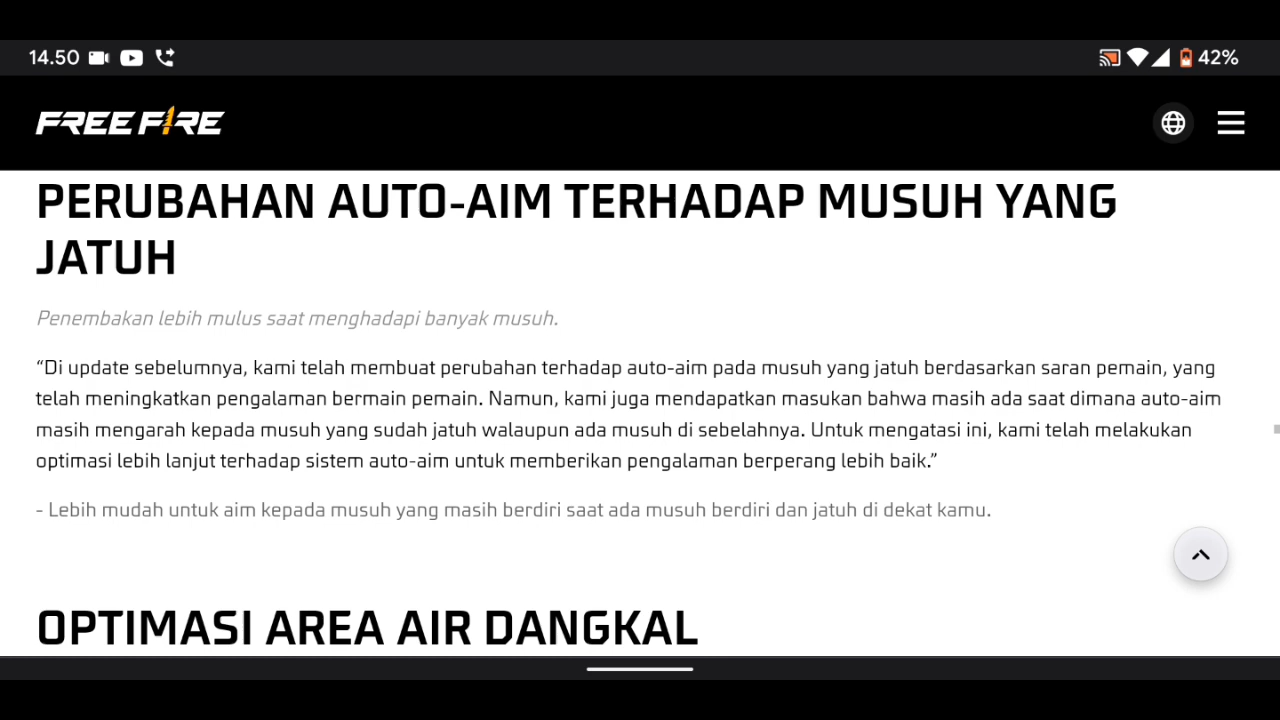 14.50
42%
FREE FIRE
PERUBAHAN AUTO-AIM TERHADAP MUSUH YANG
JATUH
Penembakan lebih mulus saat menghadapi banyak musuh.
“Di update sebelumnya, kami telah membuat perubahan terhadap auto-aim pada musuh yang jatuh berdasarkan saran pemain, yang
telah meningkatkan pengalaman bermain pemain. Namun, kami juga mendapatkan masukan bahwa masih ada saat dimana auto-aim
masih mengarah kepada musuh yang sudah jatuh walaupun ada musuh di sebelahnya. Untuk mengatasi ini, kami telah melakukan
optimasi lebih lanjut terhadap sistem auto-aim untuk memberikan pengalaman berperang lebih baik.”
- Lebih mudah untuk aim kepada musuh yang masih berdiri saat ada musuh berdiri dan jatuh di dekat kamu.
OPTIMASI AREA AIR DANGKAL